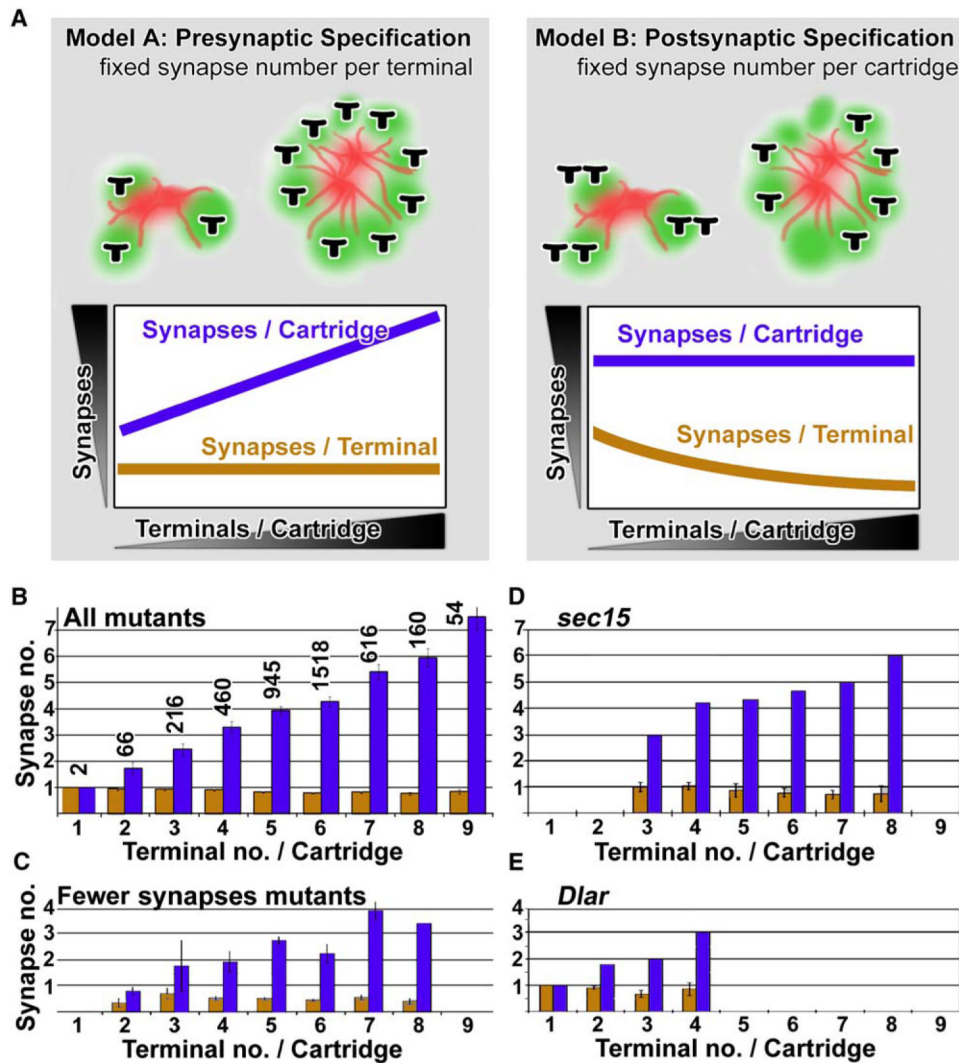 A
Model A: Presynaptic Specification
fixed synapse number per terminal
Synapses
Synapses / Cartridge
Synapses / Terminal
Terminals / Cartridge
Model B: Postsynaptic Specification
fixed synapse number per cartridge
Synapses
Synapses / Cartridge
Synapses / Terminal
Terminals / Cartridge
B
All mutants
Synapse no.
7
6
5
4
3
2
1
2 66 216 460 945 1518 616 160 54
1 2 3 4 5 6 7 8 9
Terminal no. / Cartridge
C
Fewer synapses mutants
Synapse no.
4
3
2
1
1 2 3 4 5 6 7 8 9
Terminal no. / Cartridge
D
sec15
7
6
5
4
3
2
1
1 2 3 4 5 6 7 8 9
Terminal no. / Cartridge
E
Dlar
4
3
2
1
1 2 3 4 5 6 7 8 9
Terminal no. / Cartridge